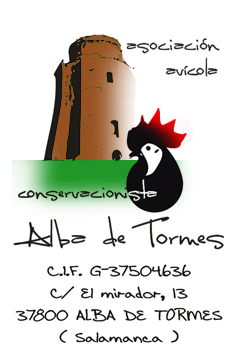 asociación
avícola
conservacionista
Alba de Tormes
C.I.F. G-37504636
C/ El mirador, 13
37800 ALBA DE TORMES
( Salamanca )